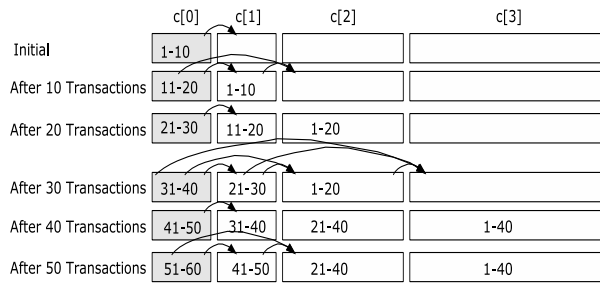 c[0] c[1] c[2] c[3]
Initial 1-10
After 10 Transactions 11-20 1-10
After 20 Transactions 21-30 11-20 1-20
After 30 Transactions 31-40 21-30 1-20
After 40 Transactions 41-50 31-40 21-40 1-40
After 50 Transactions 51-60 41-50 21-40 1-40